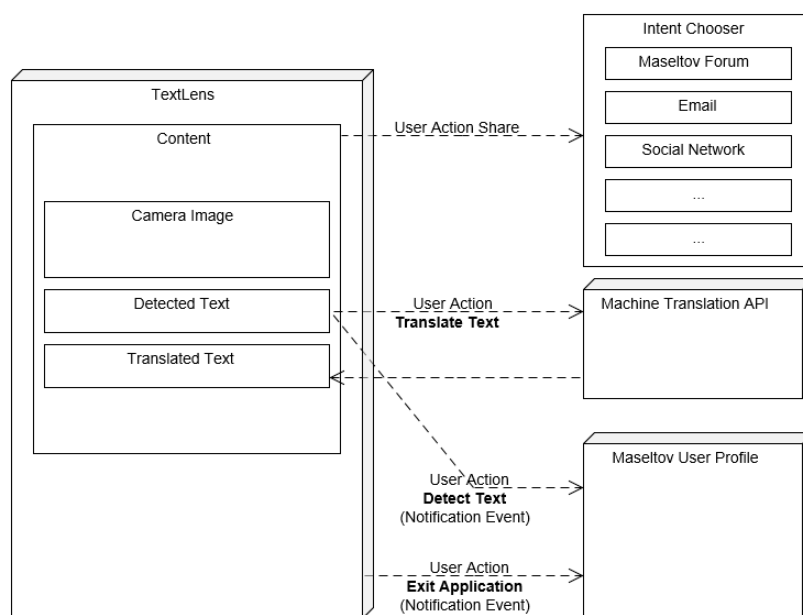 Intent Chooser
Maseltov Forum
Email
Social Network
...
...
TextLens
Content
Camera Image
Detected Text
Translated Text
User Action Share
User Action
Translate Text
Machine Translation API
Maseltov User Profile
User Action
Detect Text
(Notification Event)
User Action
Exit Application
(Notification Event)